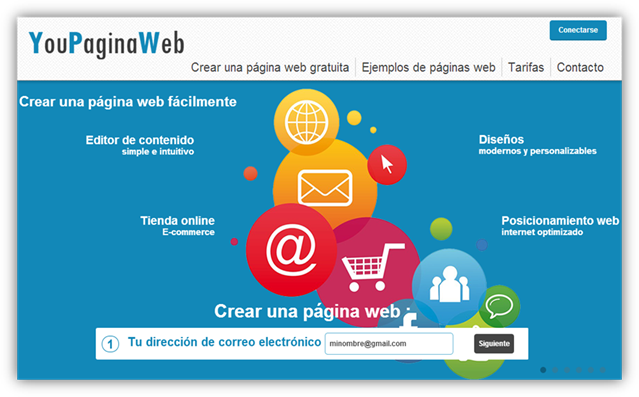 YouPaginaWeb
Conectarse
Crear una página web gratuita
Ejemplos de páginas web
Tarifas
Contacto
Crear una página web fácilmente
Editor de contenido
simple e intuitivo
Diseños
modernos y personalizables
Tienda online
E-commerce
Posicionamiento web
internet optimizado
@
Crear una página web :
f
1
Tu dirección de correo electrónico
minombre@gmail.com
Siguiente